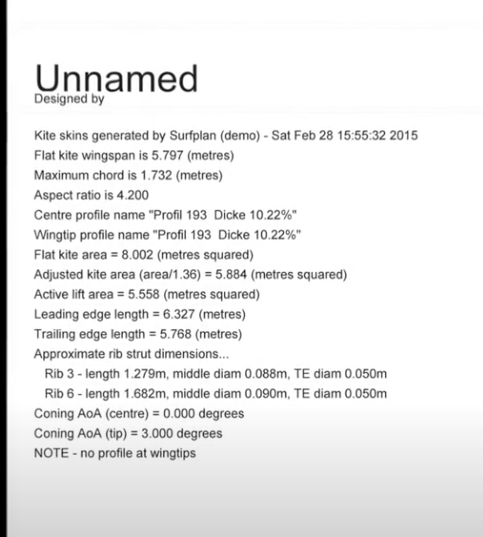 Unnamed
Designed by
Kite skins generated by Surfplan (demo) - Sat Feb 28 15:55:32 2015
Flat kite wingspan is 5.797 (metres)
Maximum chord is 1.732 (metres)
Aspect ratio is 4.200
Centre profile name "Profil 193 Dicke 10.22%"
Wingtip profile name "Profil 193 Dicke 10.22%"
Flat kite area = 8.002 (metres squared)
Adjusted kite area (area/1.36) = 5.884 (metres squared)
Active lift area = 5.558 (metres squared)
Leading edge length = 6.327 (metres)
Trailing edge length = 5.768 (metres)
Approximate rib strut dimensions...
Rib 3 - length 1.279m, middle diam 0.088m, TE diam 0.050m
Rib 6 - length 1.682m, middle diam 0.090m, TE diam 0.050m
Coning AoA (centre) = 0.000 degrees
Coning AoA (tip) = 3.000 degrees
NOTE - no profile at wingtips